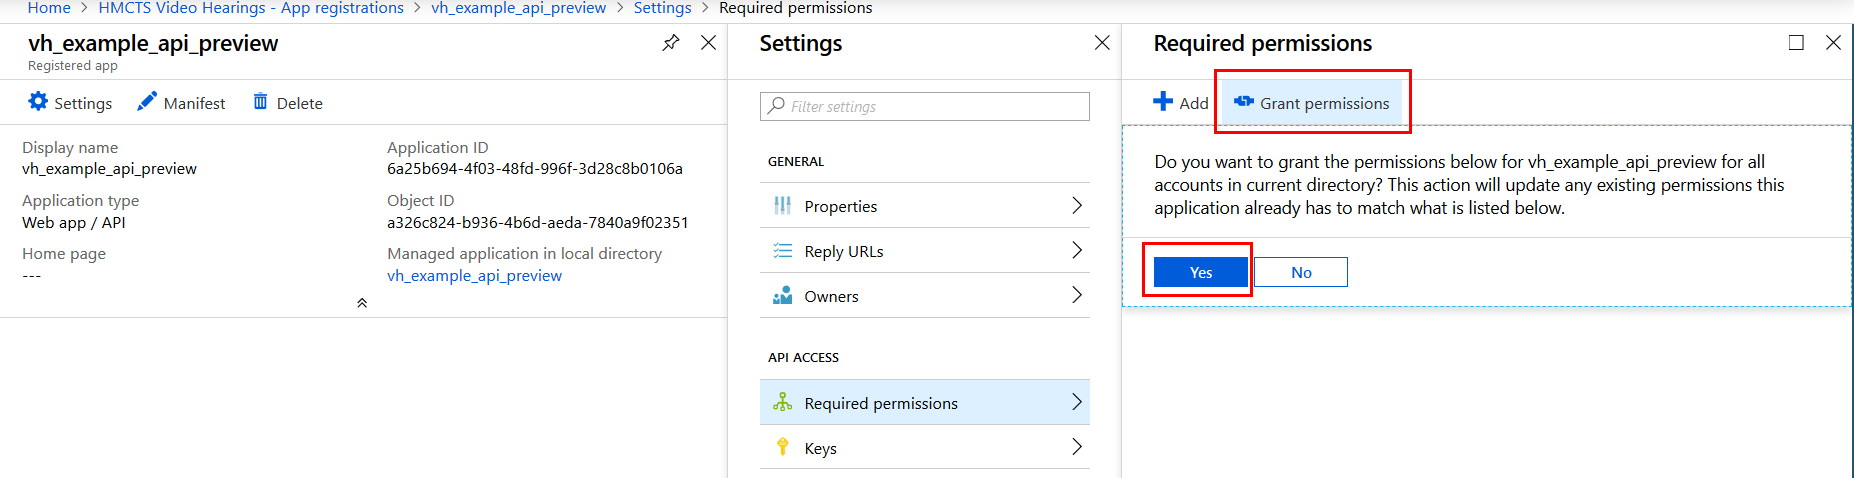 Home > HMCTS Video Hearings - App registrations > vh_example_api_preview > Settings > Required permissions
vh_example_api_preview
Registered app
Settings
Manifest
Delete
Display name
vh_example_api_preview
Application type
Web app / API
Home page
---
Application ID
6a25b694-4f03-48fd-996f-3d28c8b0106a
Object ID
a326c824-b936-4b6d-aeda-7840a9f02351
Managed application in local directory
vh_example_api_preview
Settings
Filter settings
GENERAL
Properties
Reply URLs
Owners
API ACCESS
Required permissions
Keys
Required permissions
Add
Grant permissions
Do you want to grant the permissions below for vh_example_api_preview for all
accounts in current directory? This action will update any existing permissions this
application already has to match what is listed below.
Yes
No